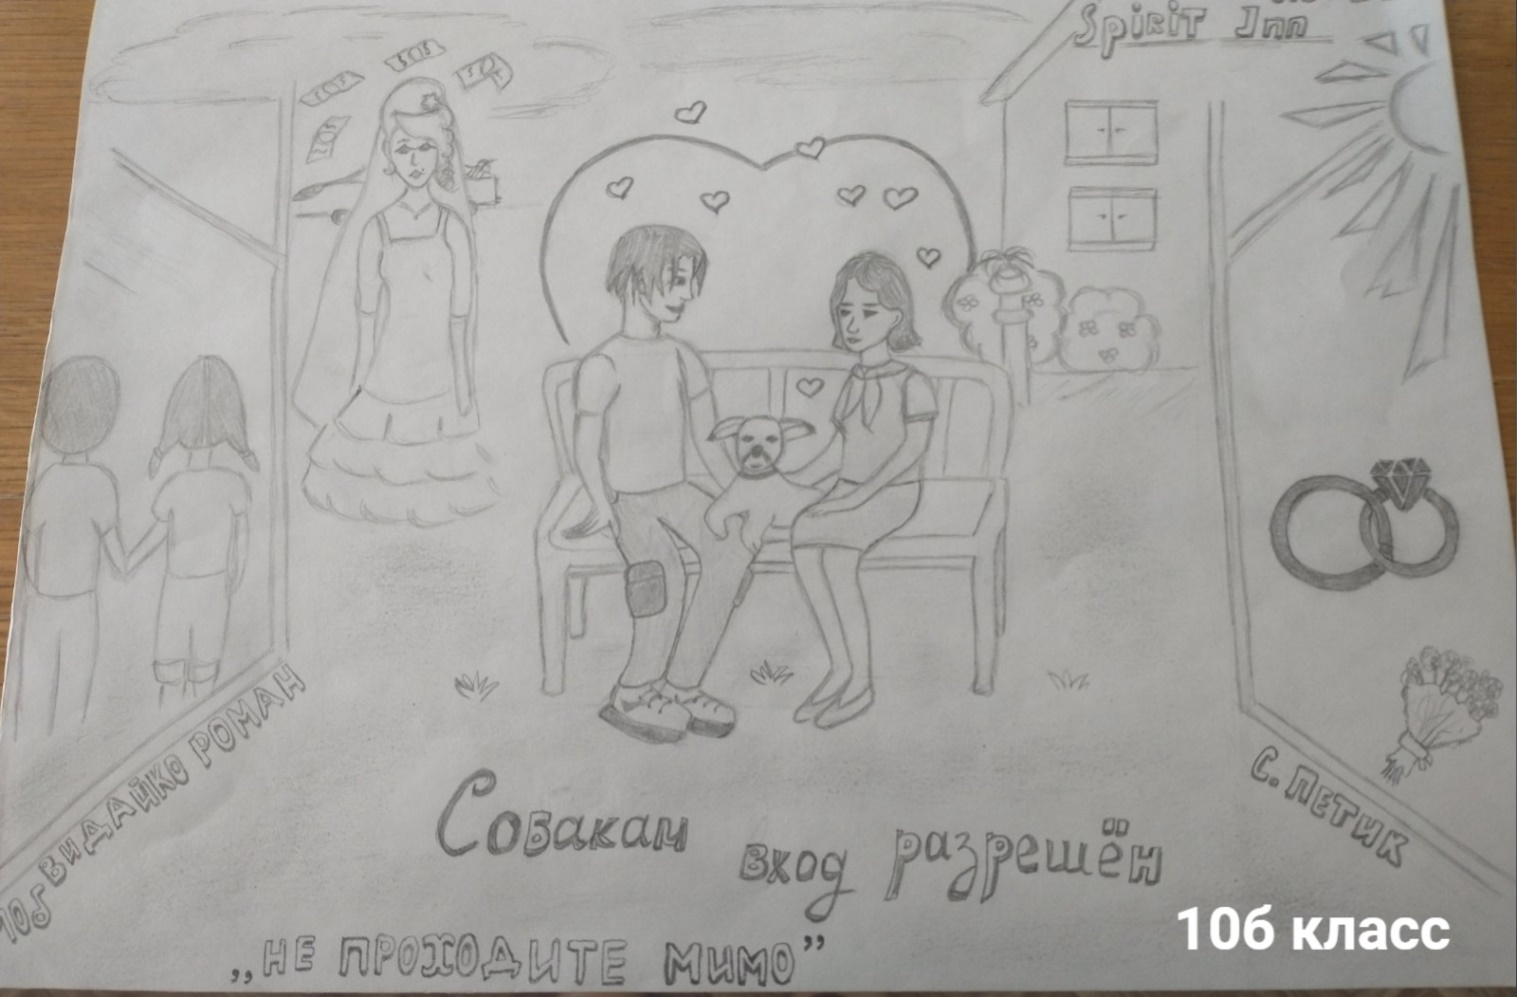 Spirit Inn
10б ВИДАЙКО РОМАН
С. ПЕТИК
Собакам
вход разрешён
„НЕ ПРОХОДИТЕ МИМО”
10б класс